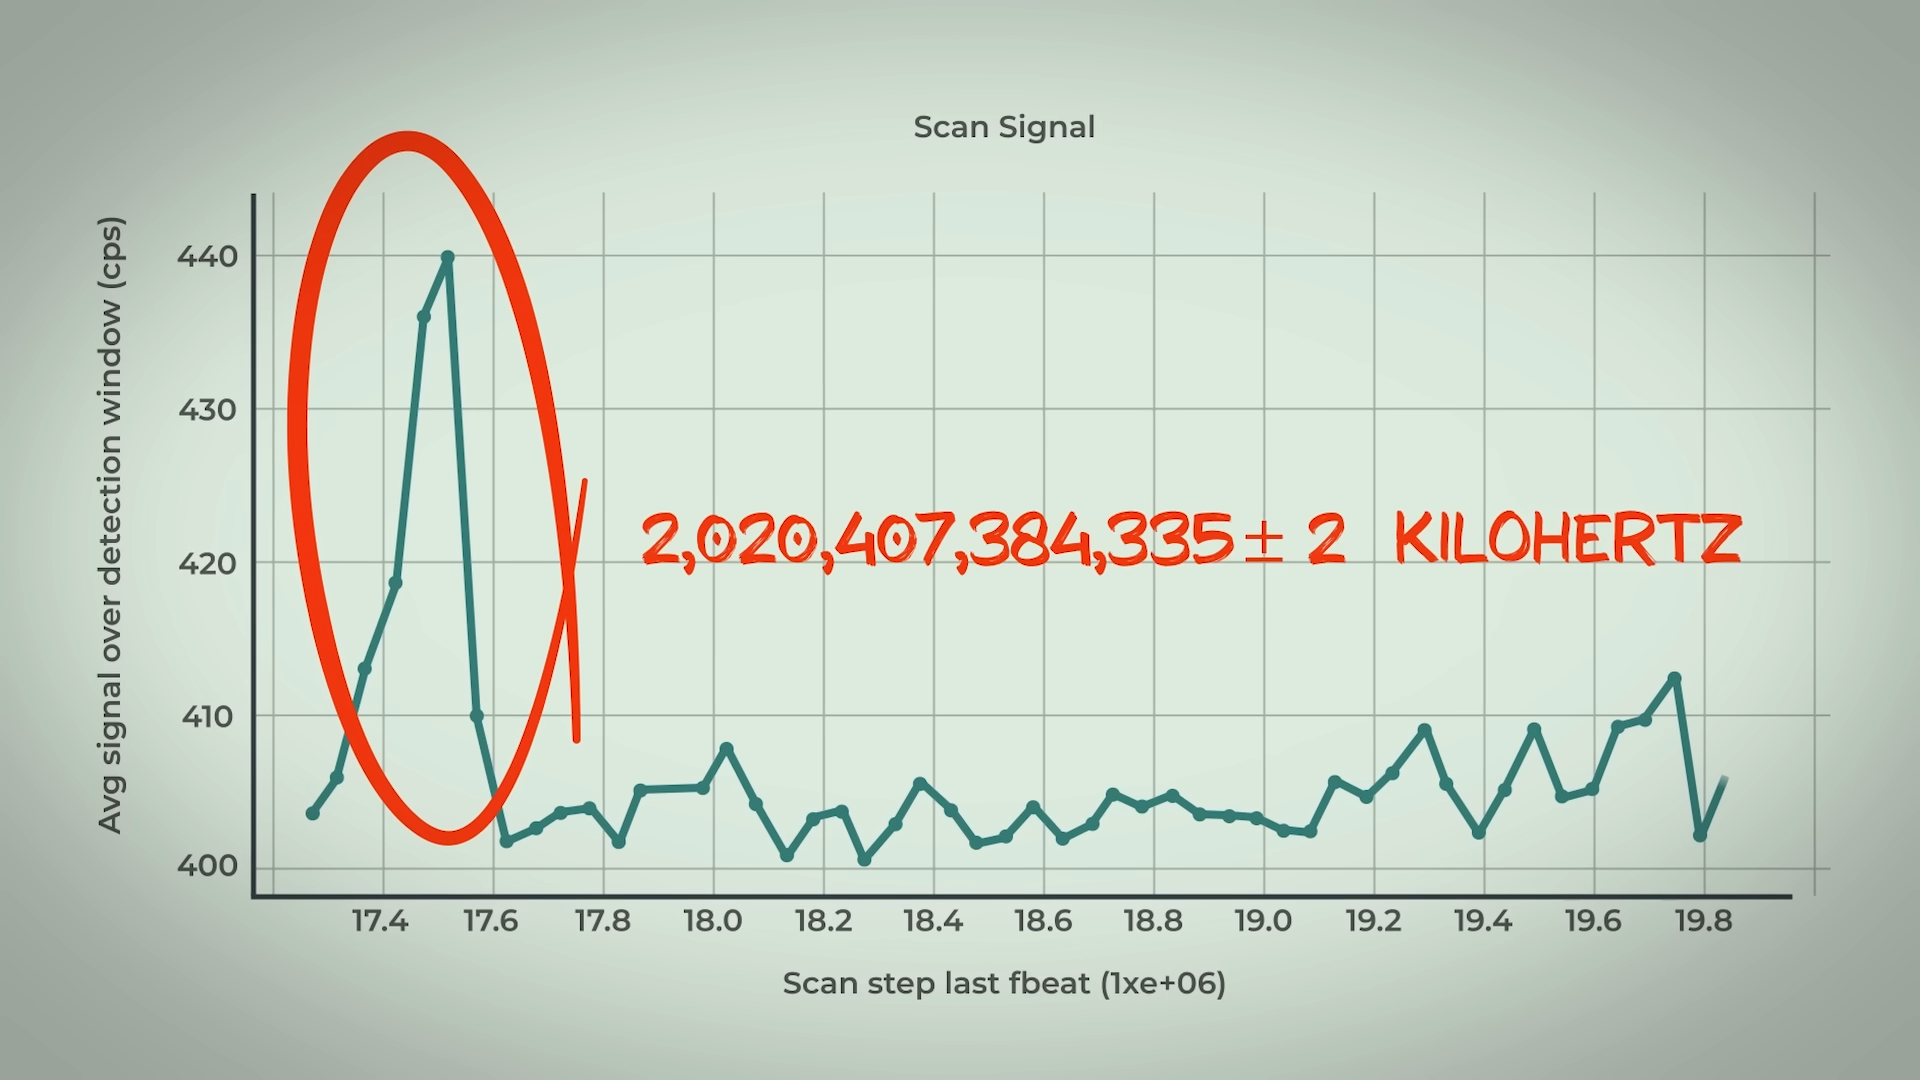 Scan Signal
Avg signal over detection window (cps)
440
430
420
410
400
2,020,407,384,335± 2 KILOHERTZ
17.4 17.6 17.8 18.0 18.2 18.4 18.6 18.8 19.0 19.2 19.4 19.6 19.8
Scan step last fbeat (1xe+06)